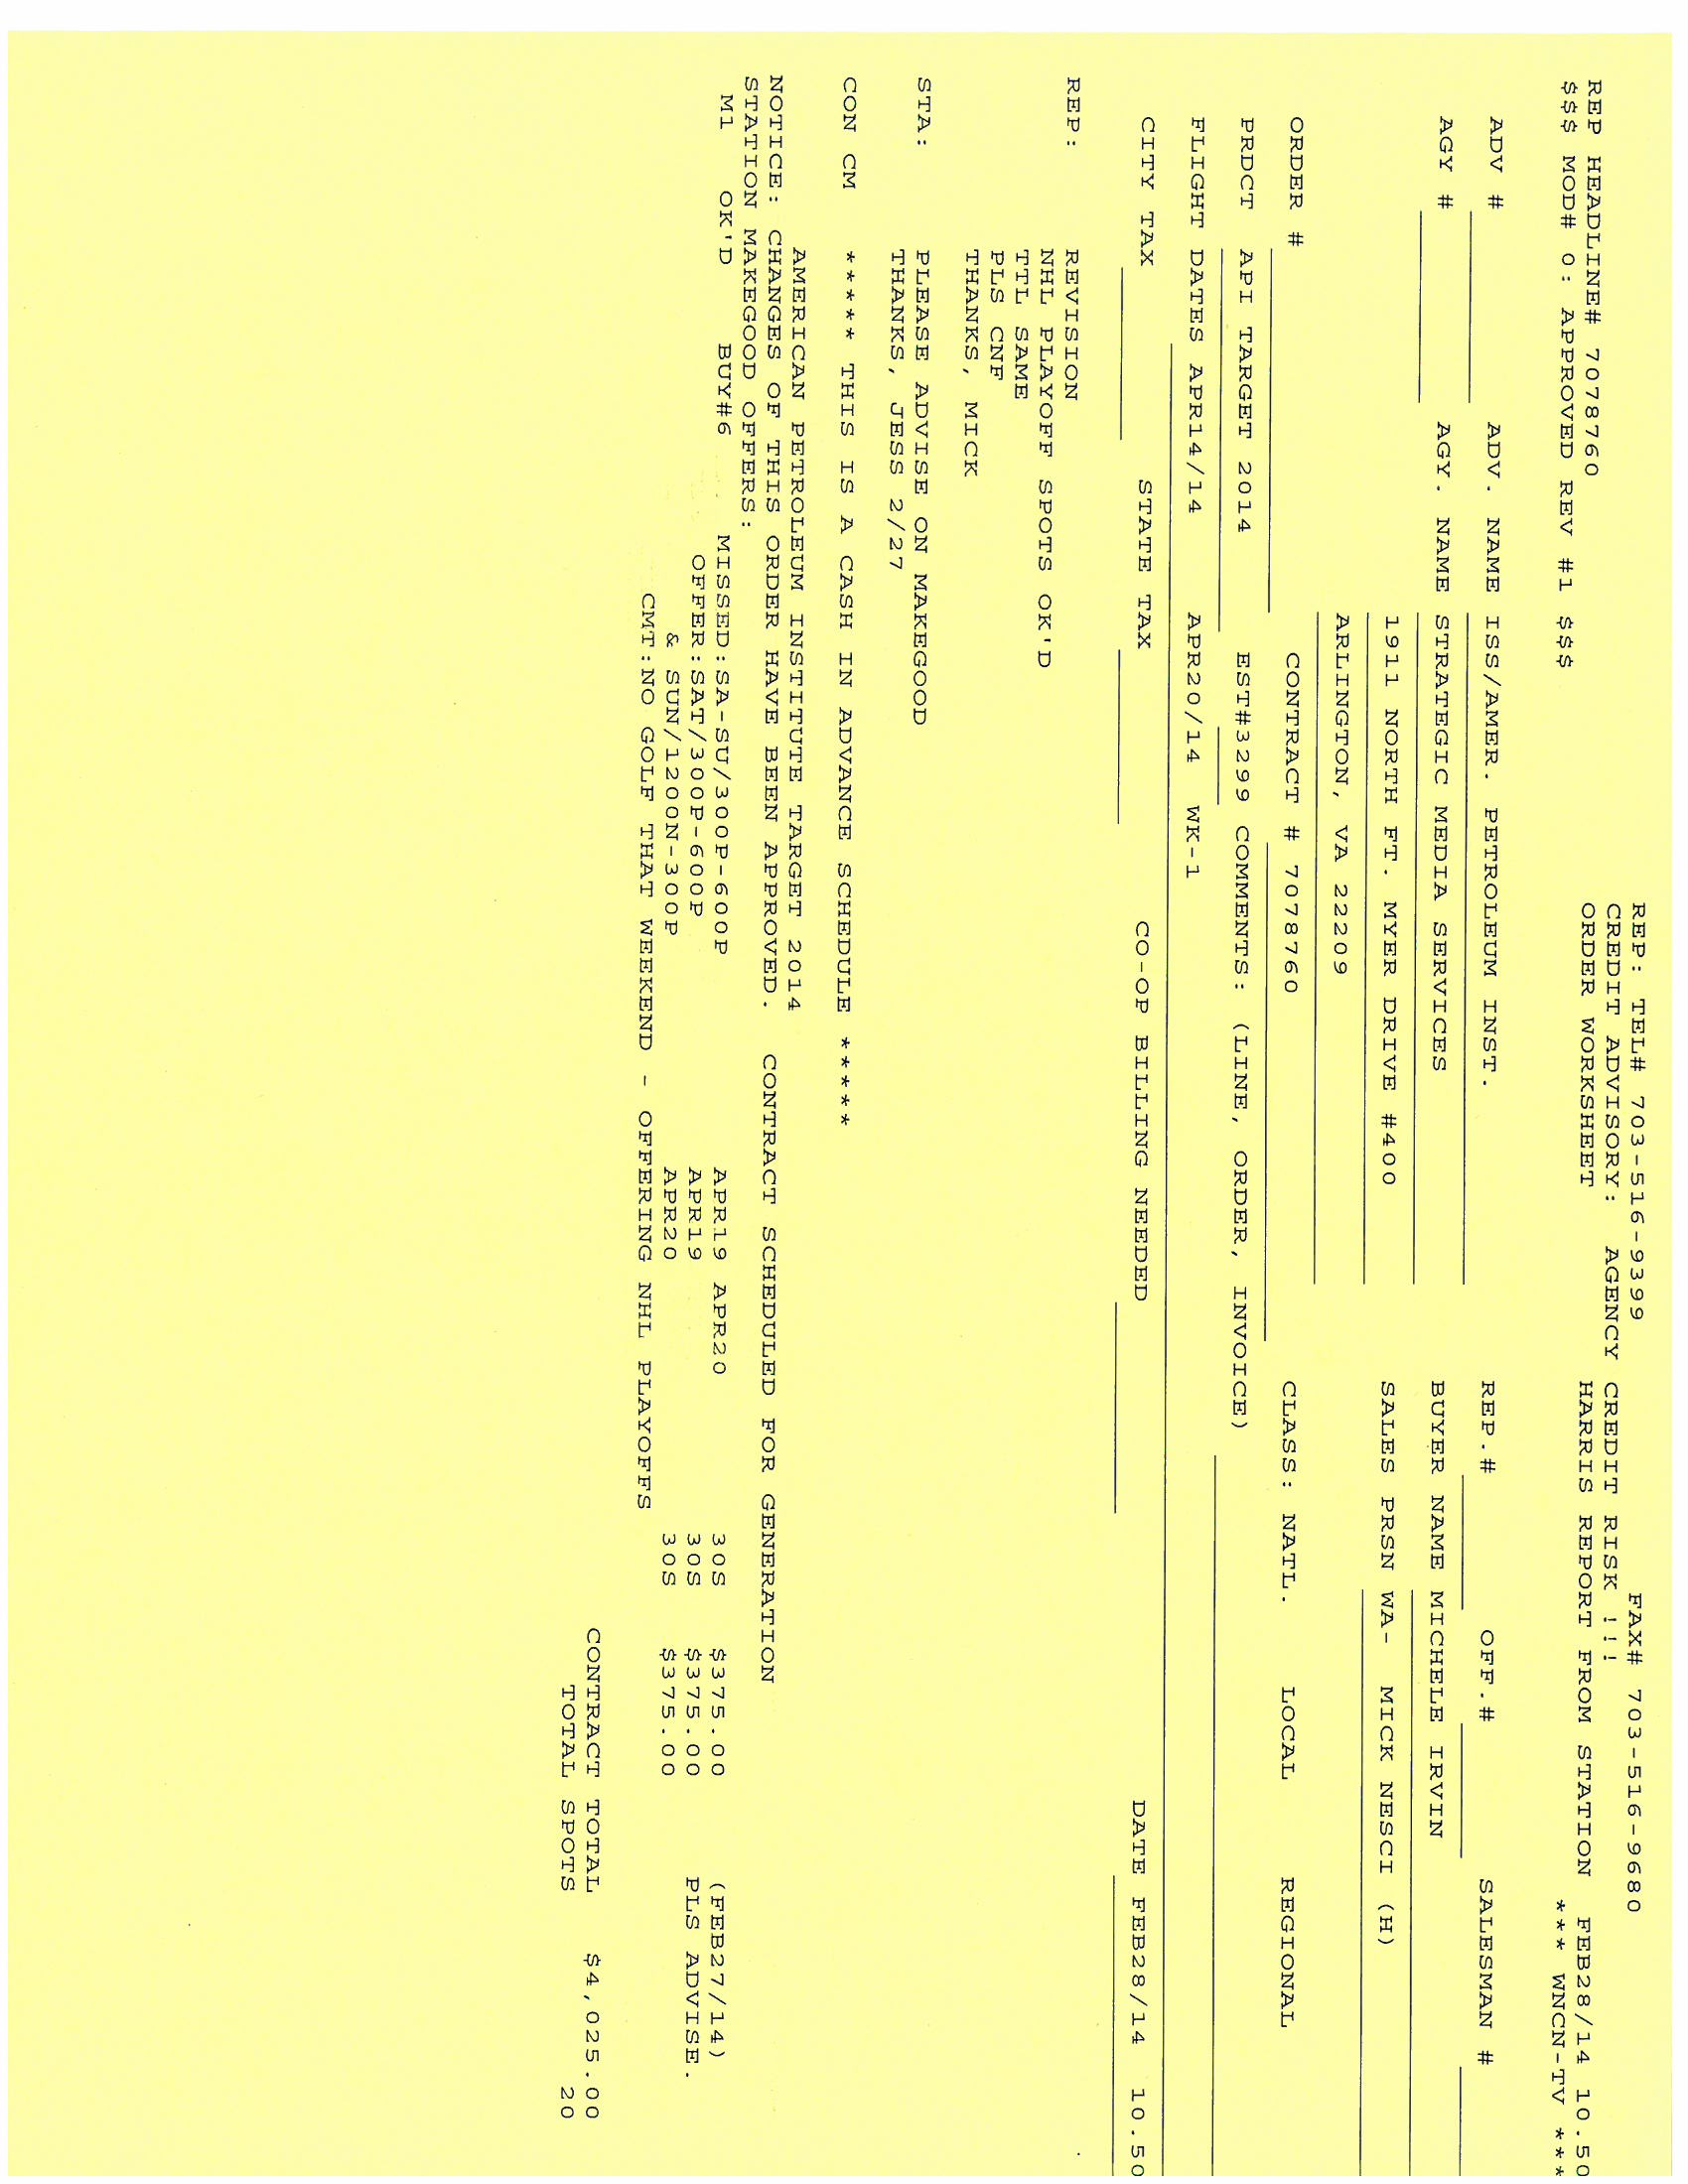 REP: TEL# 703-516-9399 FAX# 703-516-9680
CREDIT ADVISORY: AGENCY CREDIT RISK !!!
ORDER WORKSHEET HARRIS REPORT FROM STATION FEB28/14 10.50
REP HEADLINE# 7078760 *** WNCN-TV ***
$$$ MOD# 0: APPROVED REV #1 $$$
ADV # ADV. NAME ISS/AMER. PETROLEUM INST. REP.# OFF.# SALESMAN #
AGY # AGY. NAME STRATEGIC MEDIA SERVICES BUYER NAME MICHELE IRVIN
1911 NORTH FT. MYER DRIVE #400 SALES PRSN WA- MICK NESCI (H)
ARLINGTON, VA 22209
ORDER # CONTRACT # 7078760 CLASS: NATL. LOCAL REGIONAL
PRDCT API TARGET 2014 EST#3299 COMMENTS: (LINE, ORDER, INVOICE)
FLIGHT DATES APR14/14 APR20/14 WK-1
CITY TAX STATE TAX CO-OP BILLING NEEDED DATE FEB28/14 10.50
REP: REVISION
NHL PLAYOFF SPOTS OK'D
TTL SAME
PLS CNF
THANKS, MICK
STA: PLEASE ADVISE ON MAKEGOOD
THANKS, JESS 2/27
CON CM ***** THIS IS A CASH IN ADVANCE SCHEDULE *****
AMERICAN PETROLEUM INSTITUTE TARGET 2014
NOTICE: CHANGES OF THIS ORDER HAVE BEEN APPROVED. CONTRACT SCHEDULED FOR GENERATION
STATION MAKEGOOD OFFERS:
M1 OK'D BUY#6 MISSED:SA-SU/300P-600P APR19 APR20 30S $375.00 (FEB27/14)
OFFER:SAT/300P-600P APR19 30S $375.00 PLS ADVISE.
& SUN/1200N-300P APR20 30S $375.00
CMT:NO GOLF THAT WEEKEND - OFFERING NHL PLAYOFFS
CONTRACT TOTAL $4,025.00
TOTAL SPOTS 20